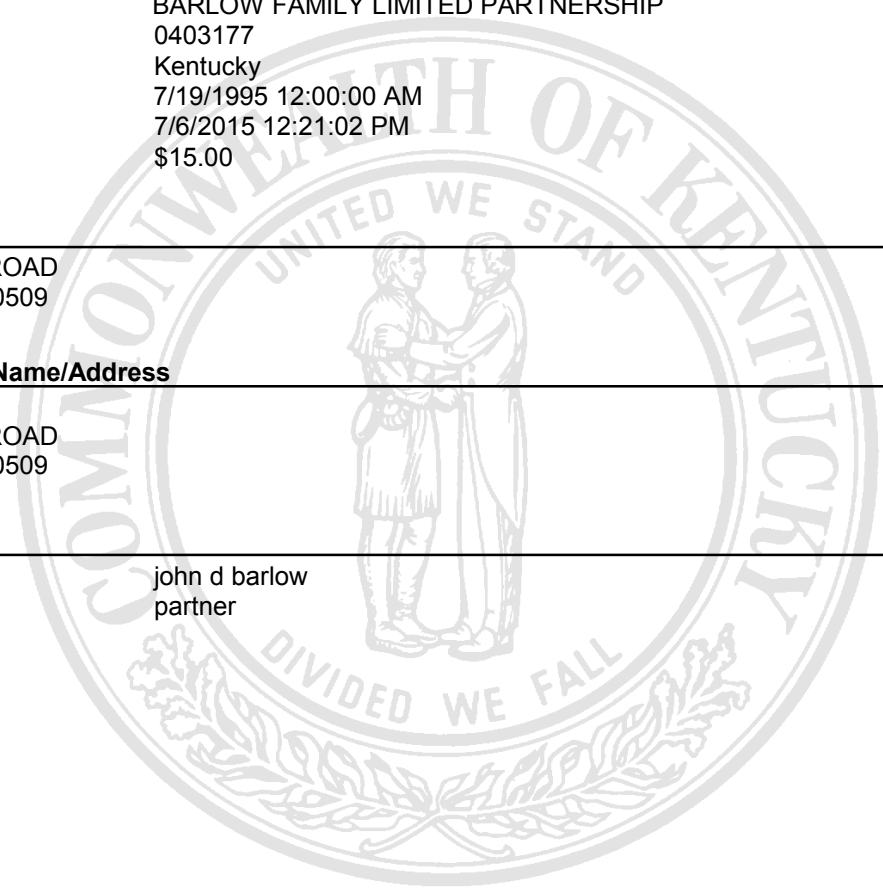 BARLOW FAMILY LIMITED PARTNERSHIP
0403177
Kentucky
7/19/1995 12:00:00 AM
7/6/2015 12:21:02 PM
$15.00
COMMONWEALTH OF KENTUCKY
UNITED WE STAND
ROAD
0509
Name/Address
ROAD
0509
john d barlow
partner
DIVIDED WE FALL